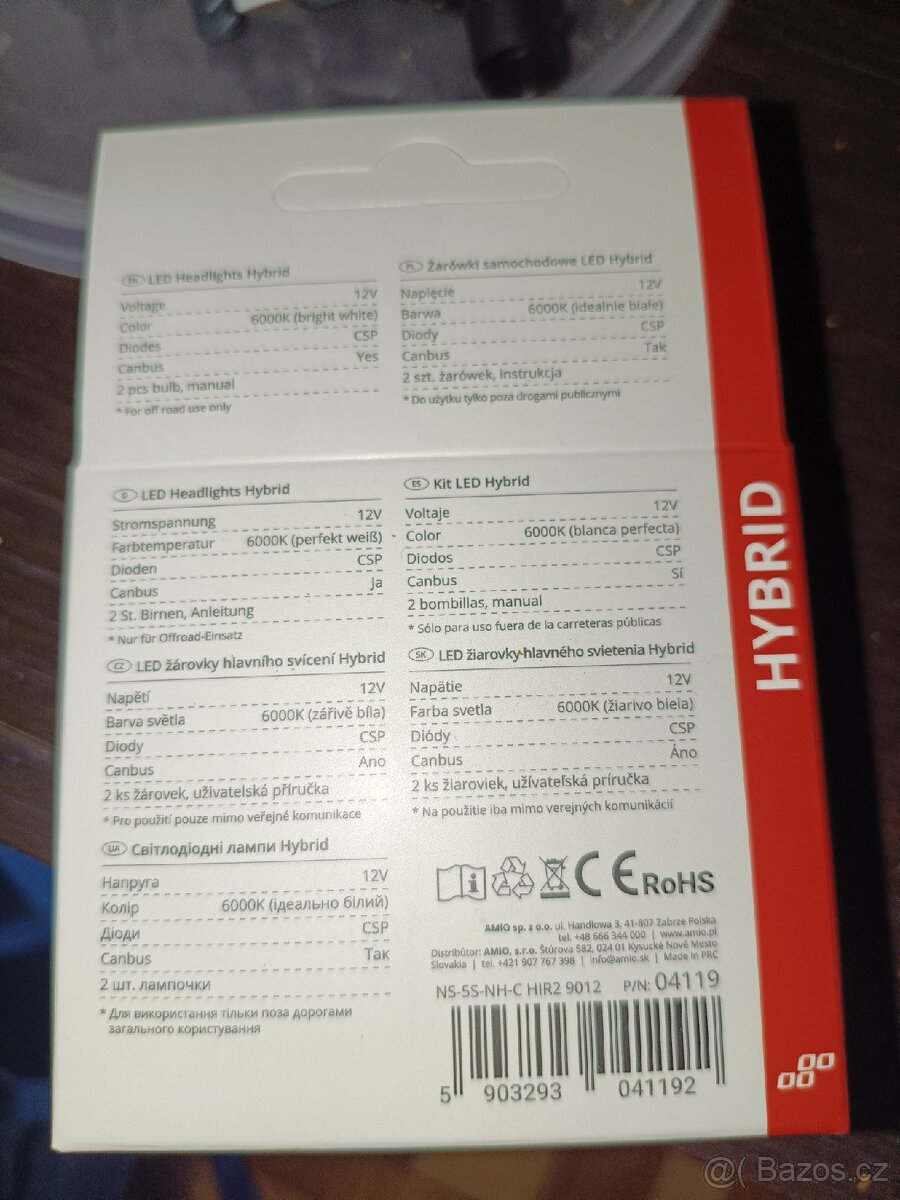 EN LED Headlights Hybrid
Voltage 12V
Color 6000K (bright white)
Diodes CSP
Canbus Yes
2 pcs bulb, manual
* For off road use only
PL Żarówki samochodowe LED Hybrid
Napięcie 12V
Barwa 6000K (idealnie białe)
Diody CSP
Canbus Tak
2 szt. żarówek, instrukcja
* Do użytku tylko poza drogami publicznymi
D LED Headlights Hybrid
Stromspannung 12V
Farbtemperatur 6000K (perfekt weiß)
Dioden CSP
Canbus Ja
2 St. Birnen, Anleitung
* Nur für Offroad-Einsatz
ES Kit LED Hybrid
Voltaje 12V
Color 6000K (blanca perfecta)
Diodos CSP
Canbus Sí
2 bombillas, manual
* Sólo para uso fuera de la carreteras públicas
CZ LED žárovky hlavního svícení Hybrid
Napětí 12V
Barva světla 6000K (zářivě bíla)
Diody CSP
Canbus Ano
2 ks žárovek, uživatelská příručka
* Pro použití pouze mimo veřejné komunikace
SK LED žiarovky hlavného svietenia Hybrid
Napätie 12V
Farba svetla 6000K (žiarivo biela)
Diódy CSP
Canbus Áno
2 ks žiaroviek, užívateľská príručka
* Na použitie iba mimo verejných komunikácií
UA Світлодіодні лампи Hybrid
Напруга 12V
Колір 6000K (ідеально білий)
Діоди CSP
Canbus Так
2 шт. лампочки
* Для використання тільки поза дорогами
загального користування
CE RoHS
AMiO sp. z o.o. ul. Handlowa 3, 41-807 Zabrze Polska
tel. +48 666 344 000 | www.amio.pl
Distribútor: AMiO, s.r.o. Štúrova 582, 024 01 Kysucké Nové Mesto
Slovakia | tel. +421 907 767 398 | info@amio.sk | Made in PRC
NS-5S-NH-C HIR2 9012 P/N: 04119
5 903293 041192
HYBRID
@( Bazos.cz